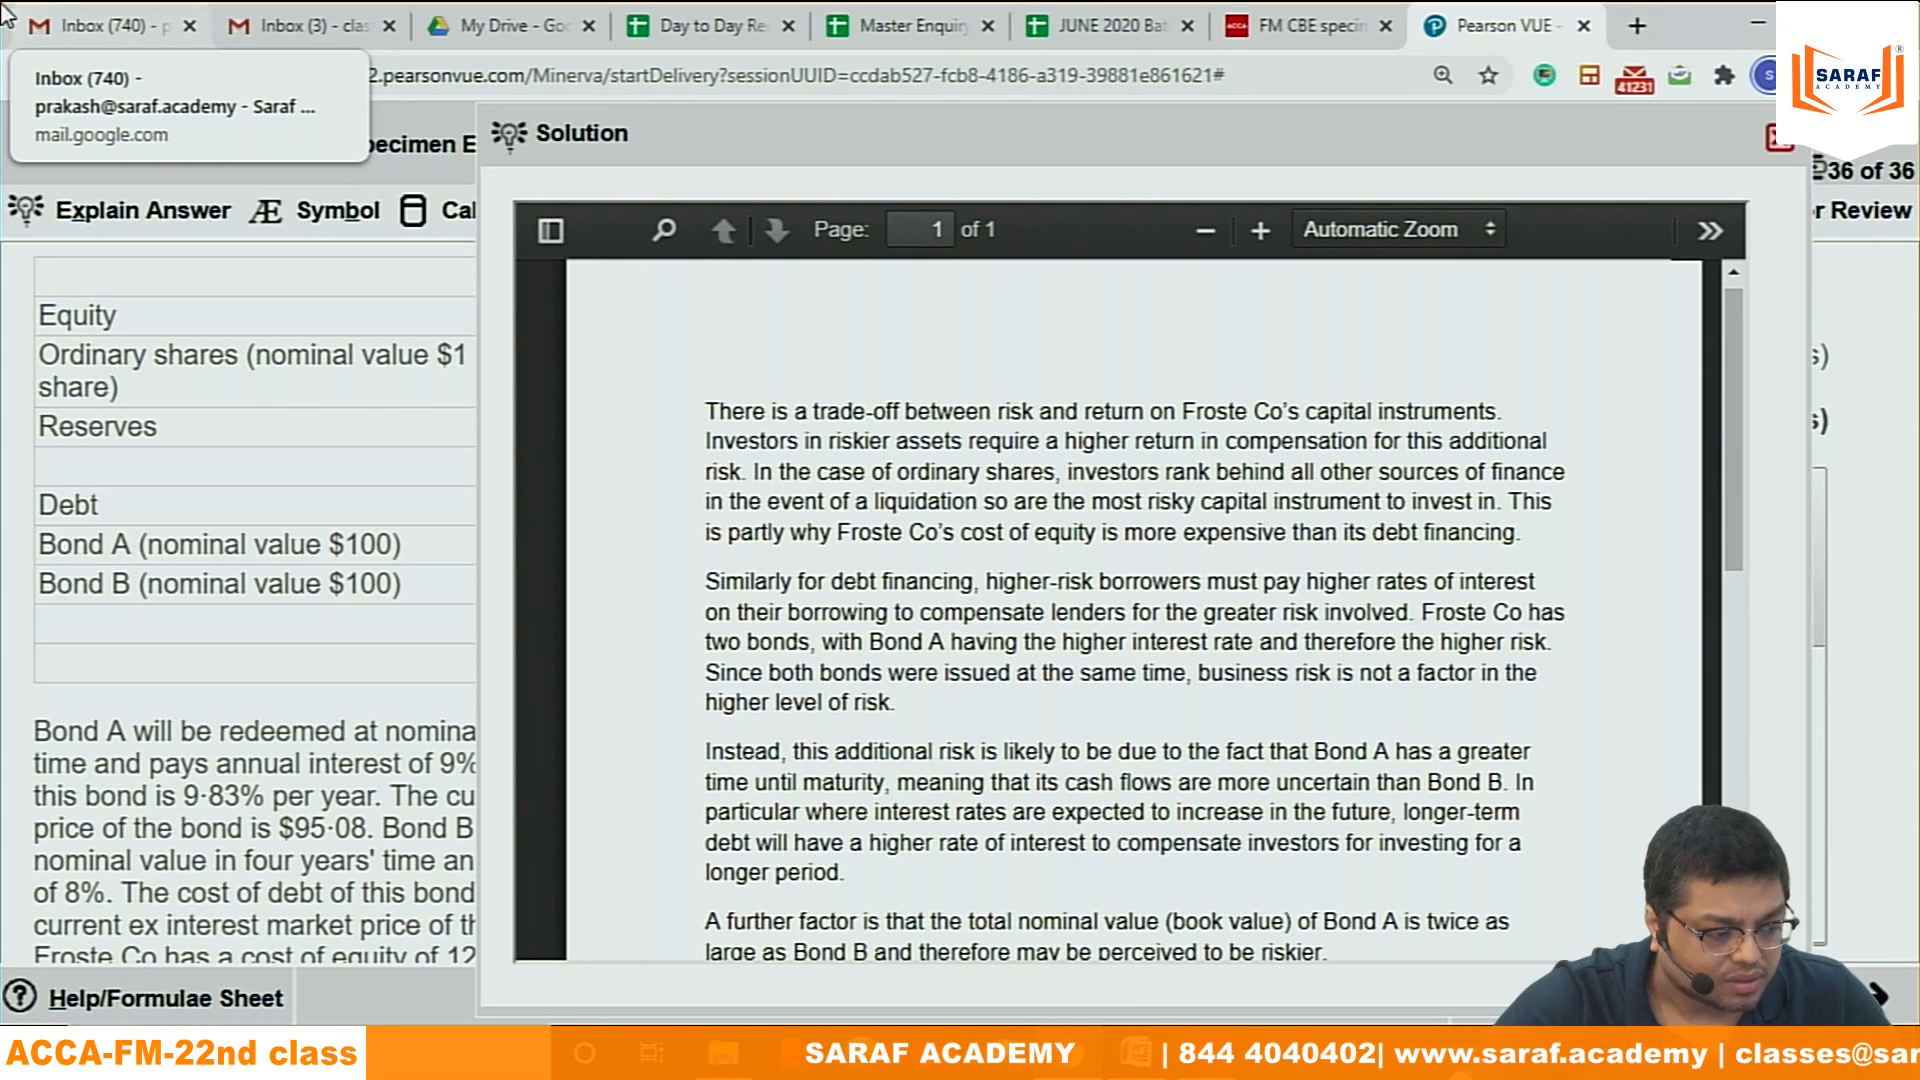 Inbox (740) - p
Inbox (3) - clas
My Drive - Goo
Day to Day Re
Master Enquiry
JUNE 2020 Bat
ACCA
FM CBE specin
Pearson VUE -
Inbox (740) -
prakash@saraf.academy - Saraf ...
mail.google.com
2.pearsonvue.com/Minerva/startDelivery?sessionUUID=ccdab527-fcb8-4186-a319-39881e861621#
41231
S
SARAF
ACADEMY
®
pecimen E
Solution
36 of 36
Explain Answer
Æ Symbol
Cal
r Review
Page: 1 of 1
Automatic Zoom
Equity
Ordinary shares (nominal value $1
share)
Reserves
Debt
Bond A (nominal value $100)
Bond B (nominal value $100)
Bond A will be redeemed at nomina
time and pays annual interest of 9%
this bond is 9·83% per year. The cu
price of the bond is $95·08. Bond B
nominal value in four years' time an
of 8%. The cost of debt of this bond
current ex interest market price of th
Froste Co has a cost of equity of 12
There is a trade-off between risk and return on Froste Co's capital instruments.
Investors in riskier assets require a higher return in compensation for this additional
risk. In the case of ordinary shares, investors rank behind all other sources of finance
in the event of a liquidation so are the most risky capital instrument to invest in. This
is partly why Froste Co's cost of equity is more expensive than its debt financing.
Similarly for debt financing, higher-risk borrowers must pay higher rates of interest
on their borrowing to compensate lenders for the greater risk involved. Froste Co has
two bonds, with Bond A having the higher interest rate and therefore the higher risk.
Since both bonds were issued at the same time, business risk is not a factor in the
higher level of risk.
Instead, this additional risk is likely to be due to the fact that Bond A has a greater
time until maturity, meaning that its cash flows are more uncertain than Bond B. In
particular where interest rates are expected to increase in the future, longer-term
debt will have a higher rate of interest to compensate investors for investing for a
longer period.
A further factor is that the total nominal value (book value) of Bond A is twice as
large as Bond B and therefore may be perceived to be riskier.
s)
s)
Help/Formulae Sheet
ACCA-FM-22nd class
SARAF ACADEMY | 844 4040402| www.saraf.academy | classes@sar